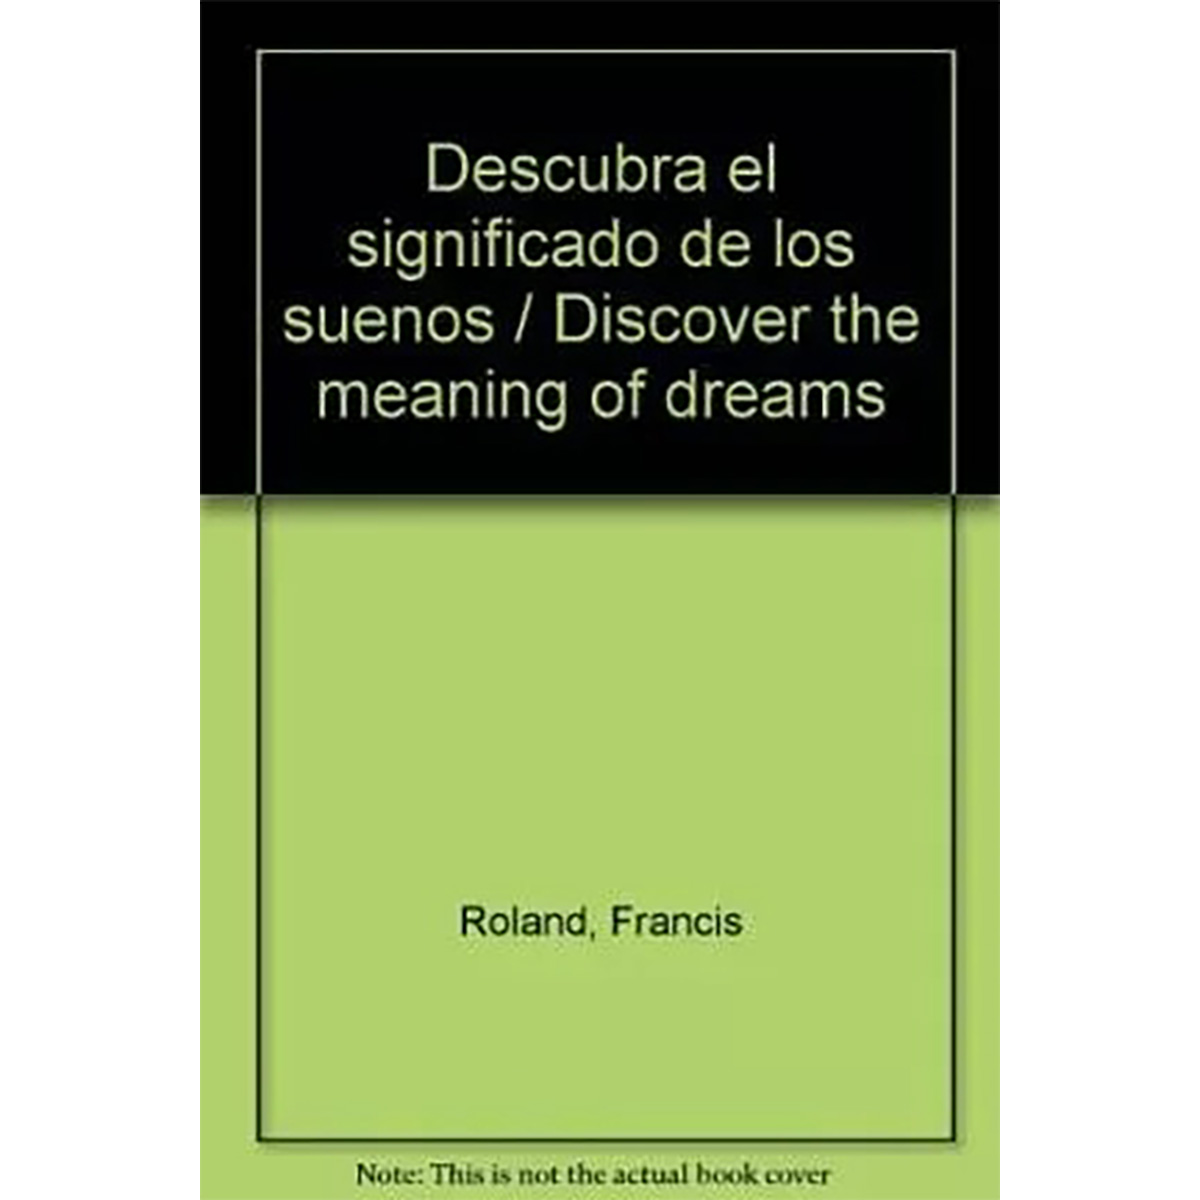 Descubra el
significado de los
suenos / Discover the
meaning of dreams
Roland, Francis
Note: This is not the actual book cover